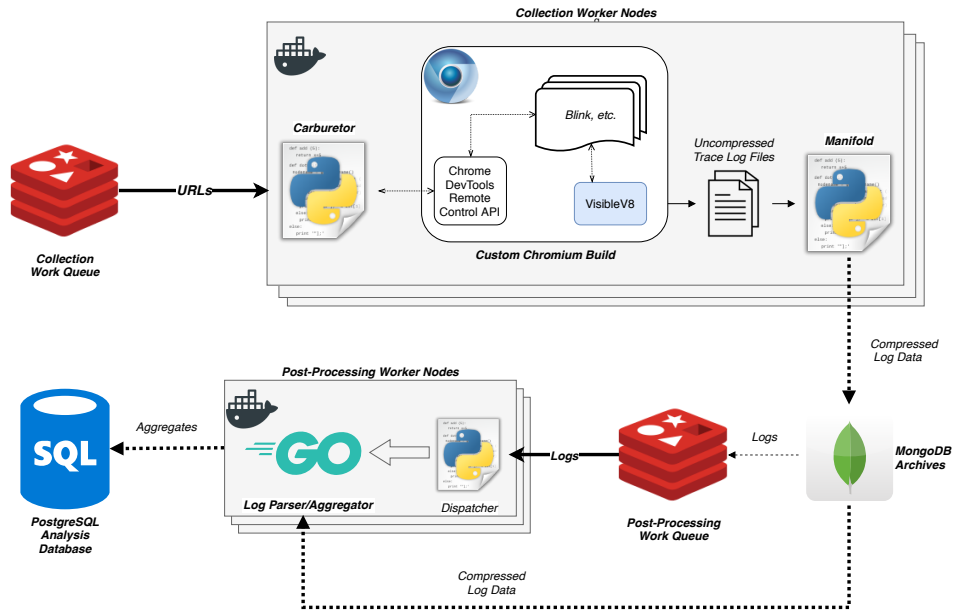 Collection Worker Nodes
Carburetor
Blink, etc.
Uncompressed
Trace Log Files
Manifold
URLs
Chrome
DevTools
Remote
Control API
VisibleV8
Custom Chromium Build
Collection
Work Queue
Compressed
Log Data
Post-Processing Worker Nodes
Aggregates
SQL
GO
Logs
Logs
MongoDB
Archives
Log Parser/Aggregator
Dispatcher
PostgreSQL
Analysis
Database
Post-Processing
Work Queue
Compressed
Log Data